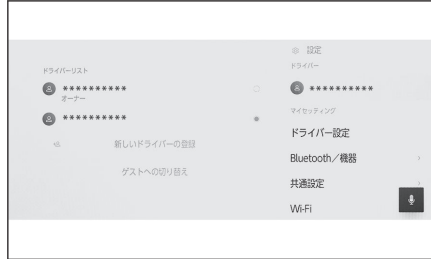 ドライバーリスト
**********
オーナー
**********
新しいドライバーの登録
ゲストへの切り替え
設定
ドライバー
**********
マイセッティング
ドライバー設定
Bluetooth／機器
共通設定
Wi-Fi